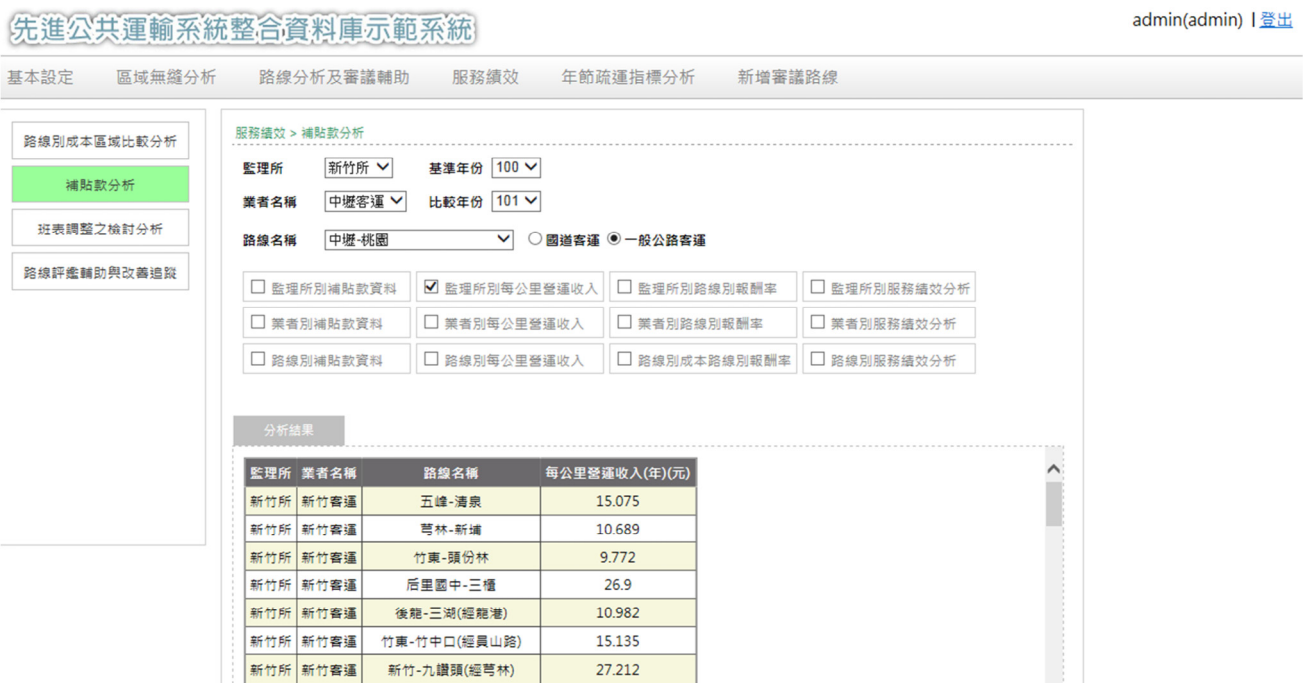 先進公共運輸系統整合資料庫示範系統
admin(admin) | 登出
基本設定 區域無縫分析 路線分析及審議輔助 服務績效 年節疏運指標分析 新增審議路線
路線別成本區域比較分析
補貼款分析
班表調整之檢討分析
路線評鑑輔助與改善追蹤
服務績效 > 補貼款分析
監理所 新竹所 基準年份 100
業者名稱 中壢客運 比較年份 101
路線名稱 中壢-桃園 國道客運 一般公路客運
監理所別補貼款資料 監理所別每公里營運收入 監理所別路線別報酬率 監理所別服務績效分析
業者別補貼款資料 業者別每公里營運收入 業者別路線別報酬率 業者別服務績效分析
路線別補貼款資料 路線別每公里營運收入 路線別成本路線別報酬率 路線別服務績效分析
分析結果
監理所 業者名稱 路線名稱 每公里營運收入(年)(元)
新竹所 新竹客運 五峰-清泉 15.075
新竹所 新竹客運 芎林-新埔 10.689
新竹所 新竹客運 竹東-頭份林 9.772
新竹所 新竹客運 后里國中-三櫃 26.9
新竹所 新竹客運 後龍-三湖(經龍港) 10.982
新竹所 新竹客運 竹東-竹中口(經員山路) 15.135
新竹所 新竹客運 新竹-九讚頭(經芎林) 27.212